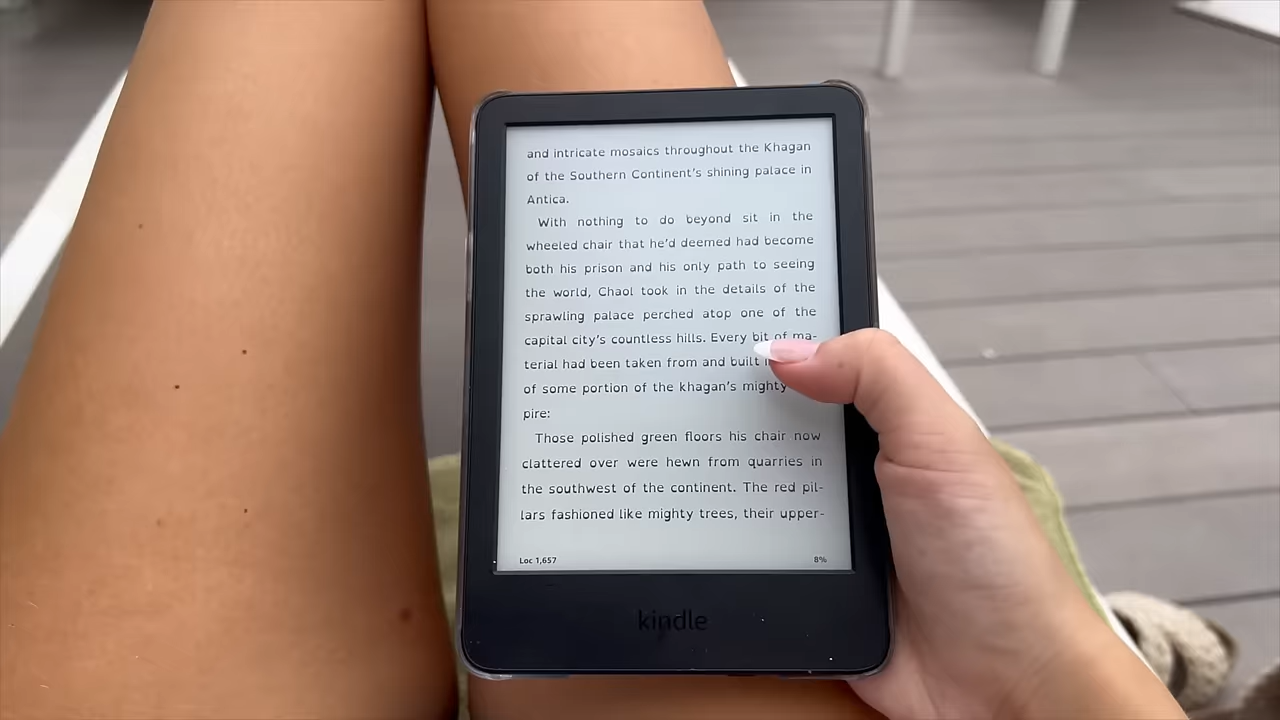 and intricate mosaics throughout the Khagan
of the Southern Continent's shining palace in
Antica.
With nothing to do beyond sit in the
wheeled chair that he'd deemed had become
both his prison and his only path to seeing
the world, Chaol took in the details of the
sprawling palace perched atop one of the
capital city's countless hills. Every bit of ma-
terial had been taken from and built
of some portion of the khagan's mighty
pire:
Those polished green floors his chair now
clattered over were hewn from quarries in
the southwest of the continent. The red pil-
lars fashioned like mighty trees, their upper-
Loc 1,657 8%
kindle